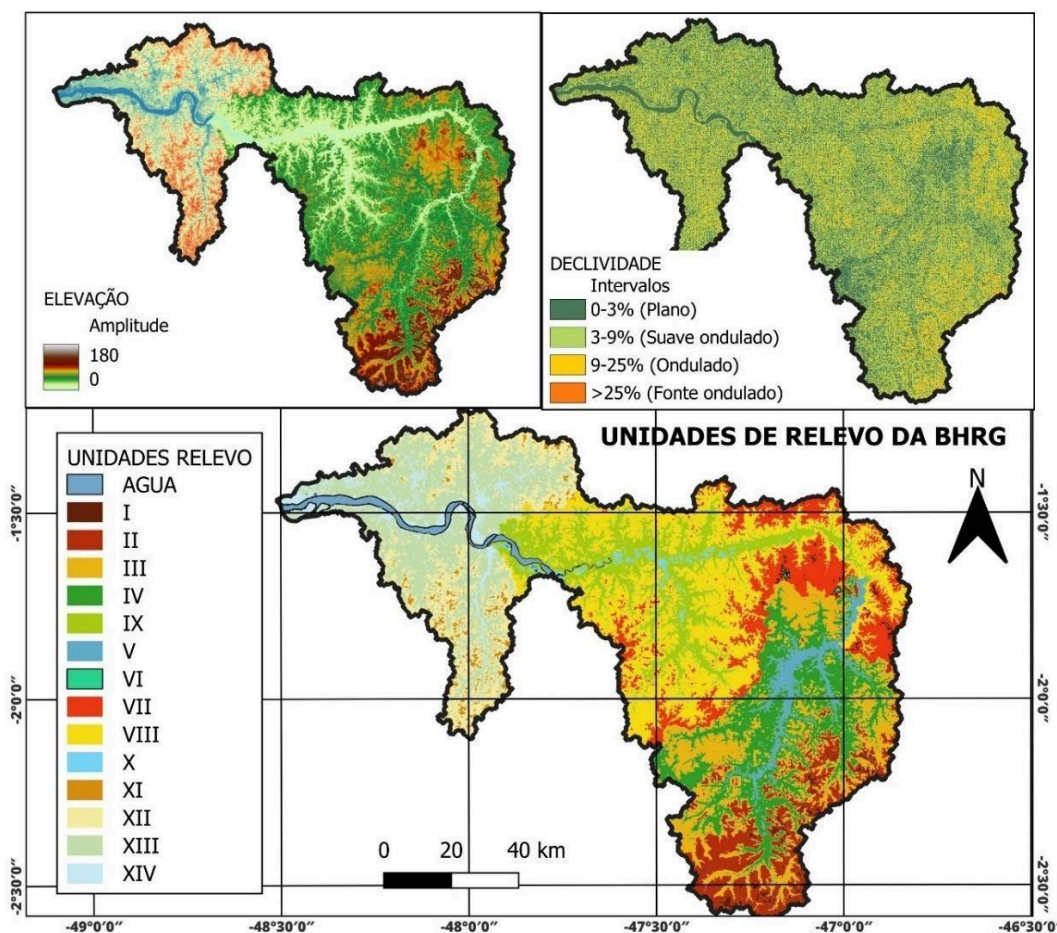 ELEVAÇÃO
Amplitude
180
0
DECLIVIDADE
Intervalos
0-3% (Plano)
3-9% (Suave ondulado)
9-25% (Ondulado)
>25% (Fonte ondulado)
UNIDADES DE RELEVO DA BHRG
UNIDADES RELEVO
AGUA
I
II
III
IV
IX
V
VI
VII
VIII
X
XI
XII
XIII
XIV
N
0 20 40 km
-1°30'0''
-2°0'0''
-2°30'0''
-1°30'0''
-2°0'0''
-2°30'0''
-49°0'0'' -48°30'0'' -48°0'0'' -47°30'0'' -47°0'0'' -46°30'0''